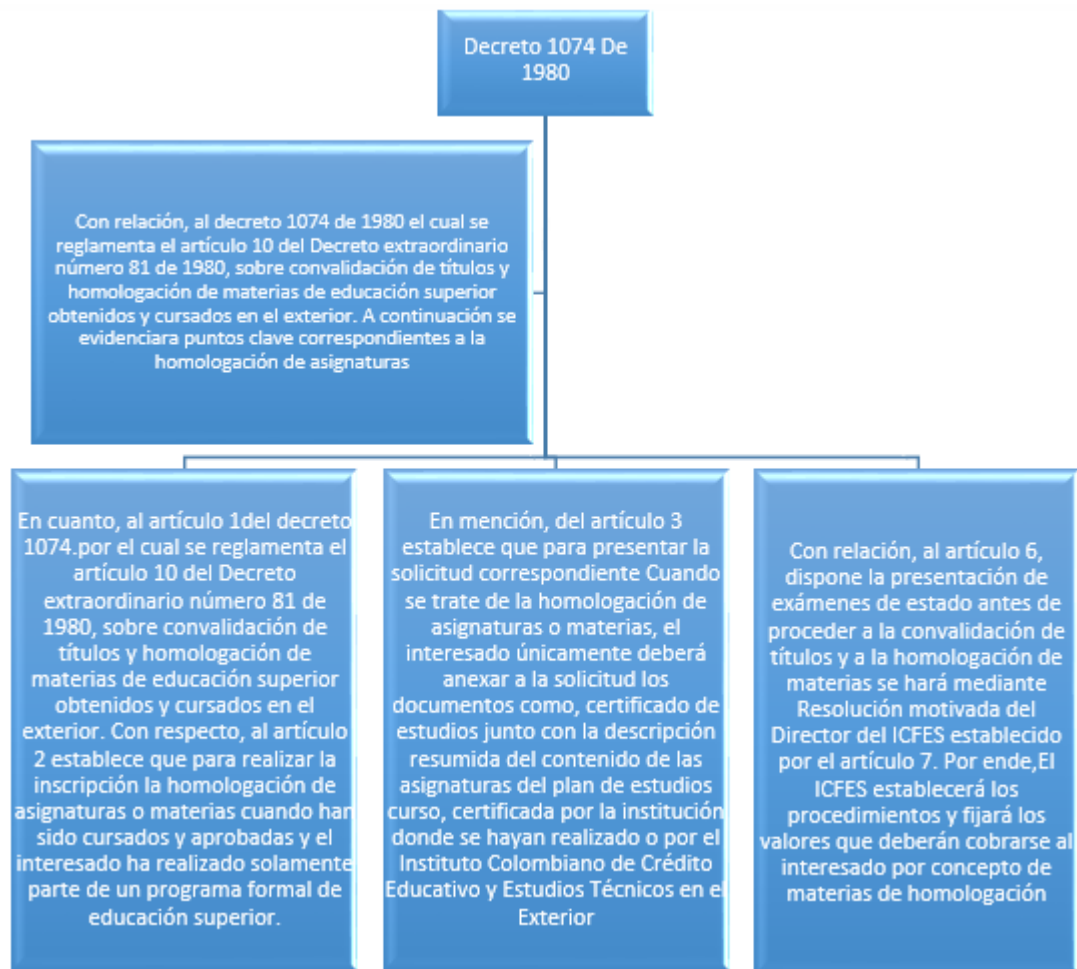 Decreto 1074 De
1980
Con relación, al decreto 1074 de 1980 el cual se
reglamenta el artículo 10 del Decreto extraordinario
número 81 de 1980, sobre convalidación de títulos y
homologación de materias de educación superior
obtenidos y cursados en el exterior. A continuación se
evidenciara puntos clave correspondientes a la
homologación de asignaturas
En cuanto, al artículo 1del decreto
1074.por el cual se reglamenta el
artículo 10 del Decreto
extraordinario número 81 de
1980, sobre convalidación de
títulos y homologación de
materias de educación superior
obtenidos y cursados en el
exterior. Con respecto, al artículo
2 establece que para realizar la
inscripción la homologación de
asignaturas o materias cuando han
sido cursados y aprobadas y el
interesado ha realizado solamente
parte de un programa formal de
educación superior.
En mención, del artículo 3
establece que para presentar la
solicitud correspondiente Cuando
se trate de la homologación de
asignaturas o materias, el
interesado únicamente deberá
anexar a la solicitud los
documentos como, certificado de
estudios junto con la descripción
resumida del contenido de las
asignaturas del plan de estudios
curso, certificada por la institución
donde se hayan realizado o por el
Instituto Colombiano de Crédito
Educativo y Estudios Técnicos en el
Exterior
Con relación, al artículo 6,
dispone la presentación de
exámenes de estado antes de
proceder a la convalidación de
títulos y a la homologación de
materias se hará mediante
Resolución motivada del
Director del ICFES establecido
por el artículo 7. Por ende,El
ICFES establecerá los
procedimientos y fijará los
valores que deberán cobrarse al
interesado por concepto de
materias de homologación